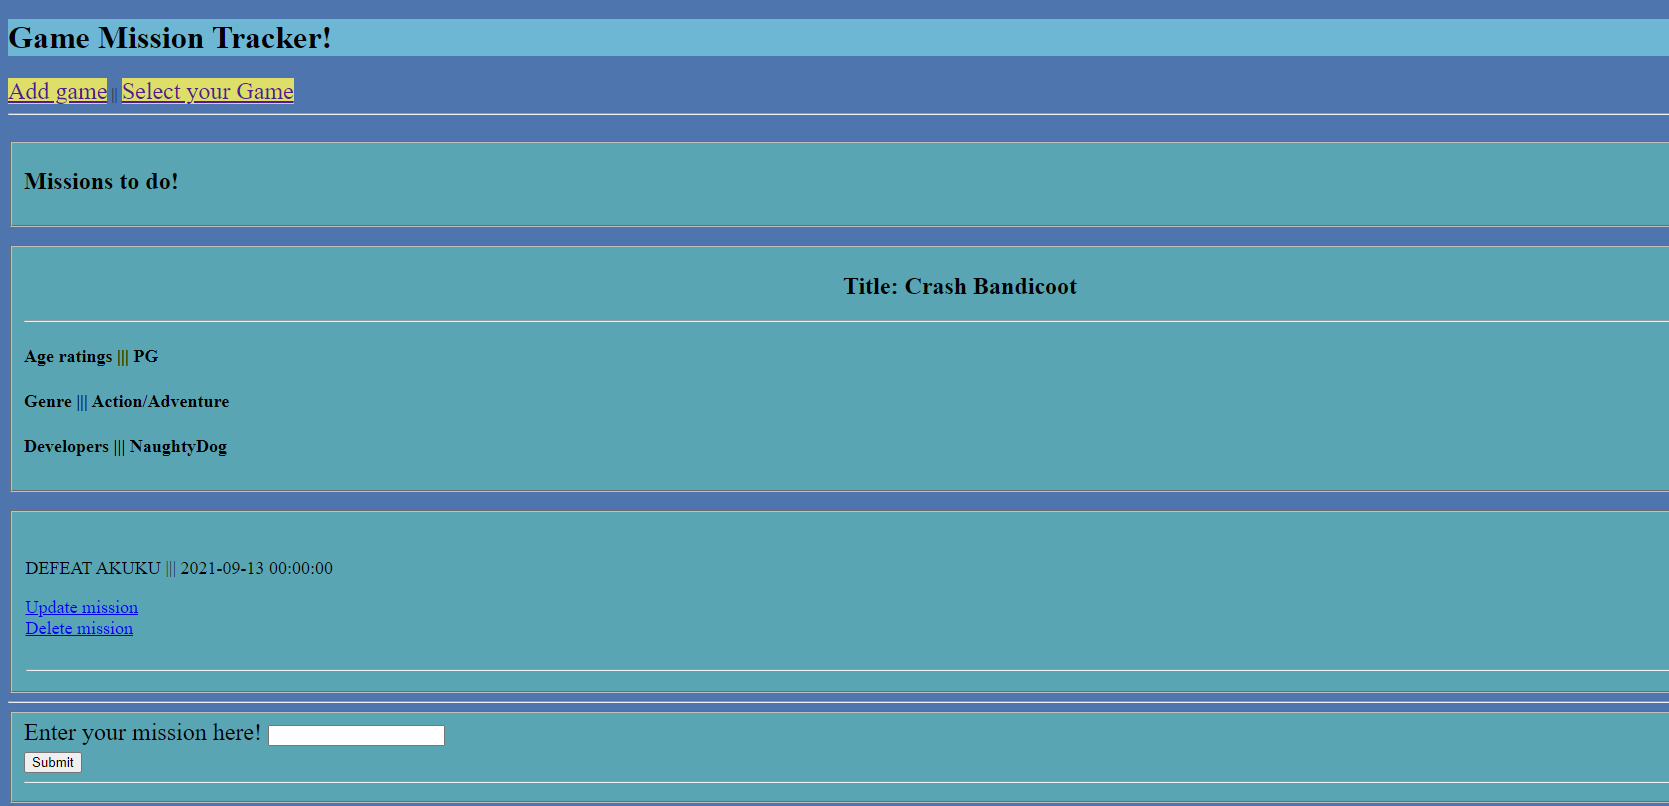 Game Mission Tracker!
Add game || Select your Game
Missions to do!
Title: Crash Bandicoot
Age ratings ||| PG
Genre ||| Action/Adventure
Developers ||| NaughtyDog
DEFEAT AKUKU ||| 2021-09-13 00:00:00
Update mission
Delete mission
Enter your mission here!
Submit